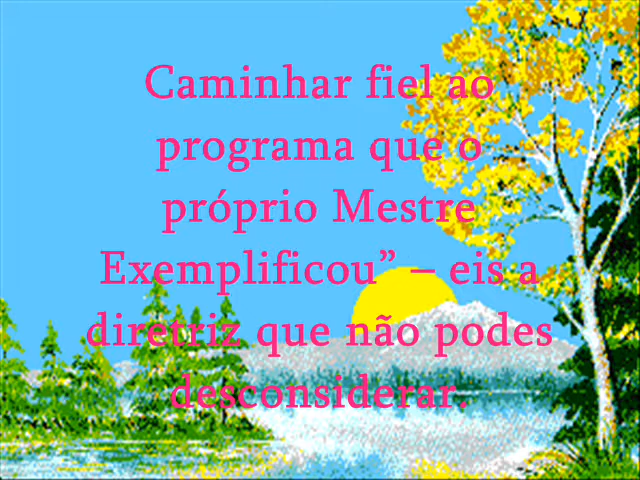 Caminhar fiel ao
programa que o
próprio Mestre
Exemplificou” – eis a
diretriz que não podes
desconsiderar.